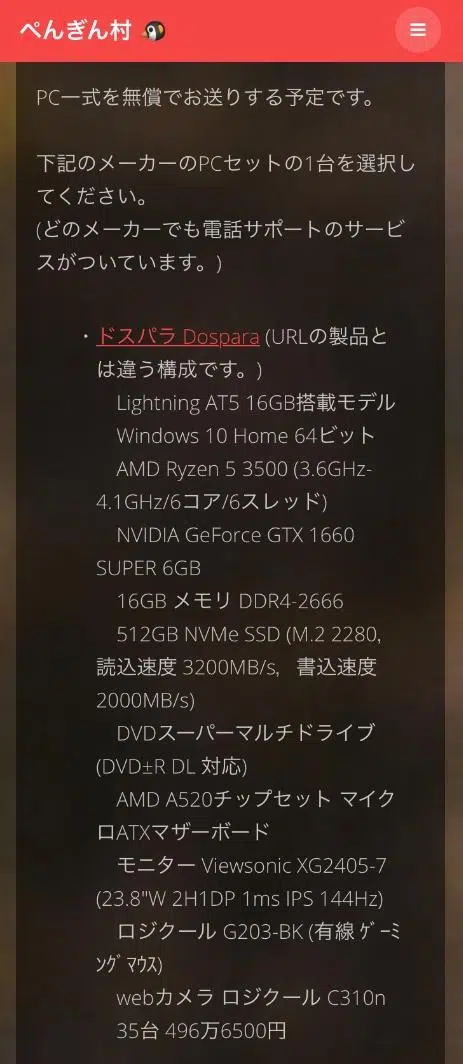 ぺんぎん村
PC一式を無償でお送りする予定です。
下記のメーカーのPCセットの1台を選択し
てください。
(どのメーカーでも電話サポートのサービ
スがついています。)
・ドスパラ Dospara (URLの製品と
は違う構成です。)
Lightning AT5 16GB搭載モデル
Windows 10 Home 64ビット
AMD Ryzen 5 3500 (3.6GHz-
4.1GHz/6コア/6スレッド)
NVIDIA GeForce GTX 1660
SUPER 6GB
16GB メモリ DDR4-2666
512GB NVMe SSD (M.2 2280,
読込速度 3200MB/s, 書込速度
2000MB/s)
DVDスーパーマルチドライブ
(DVD±R DL 対応)
AMD A520チップセット マイク
ロATXマザーボード
モニター Viewsonic XG2405-7
(23.8"W 2H1DP 1ms IPS 144Hz)
ロジクール G203-BK (有線 ｹﾞｰﾐ
ﾝｸﾞﾏｳｽ)
webカメラ ロジクール C310n
35台 496万6500円